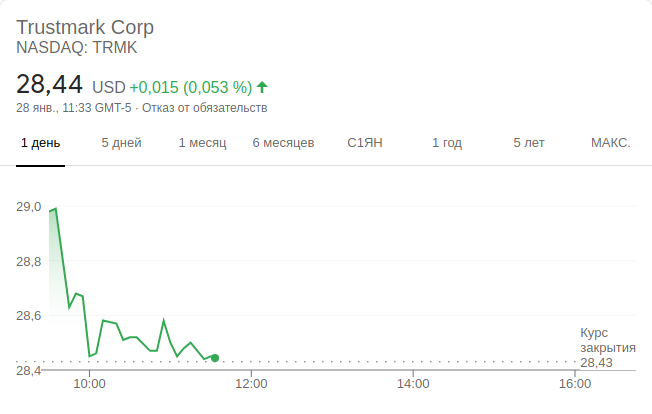 Trustmark Corp
NASDAQ: TRMK
28,44 USD +0,015 (0,053 %)
28 янв., 11:33 GMT-5 · Отказ от обязательств
1 день 5 дней 1 месяц 6 месяцев С1ЯН 1 год 5 лет МАКС.
29,0
28,8
28,6
28,4
Курс
закрытия
28,43
10:00 12:00 14:00 16:00